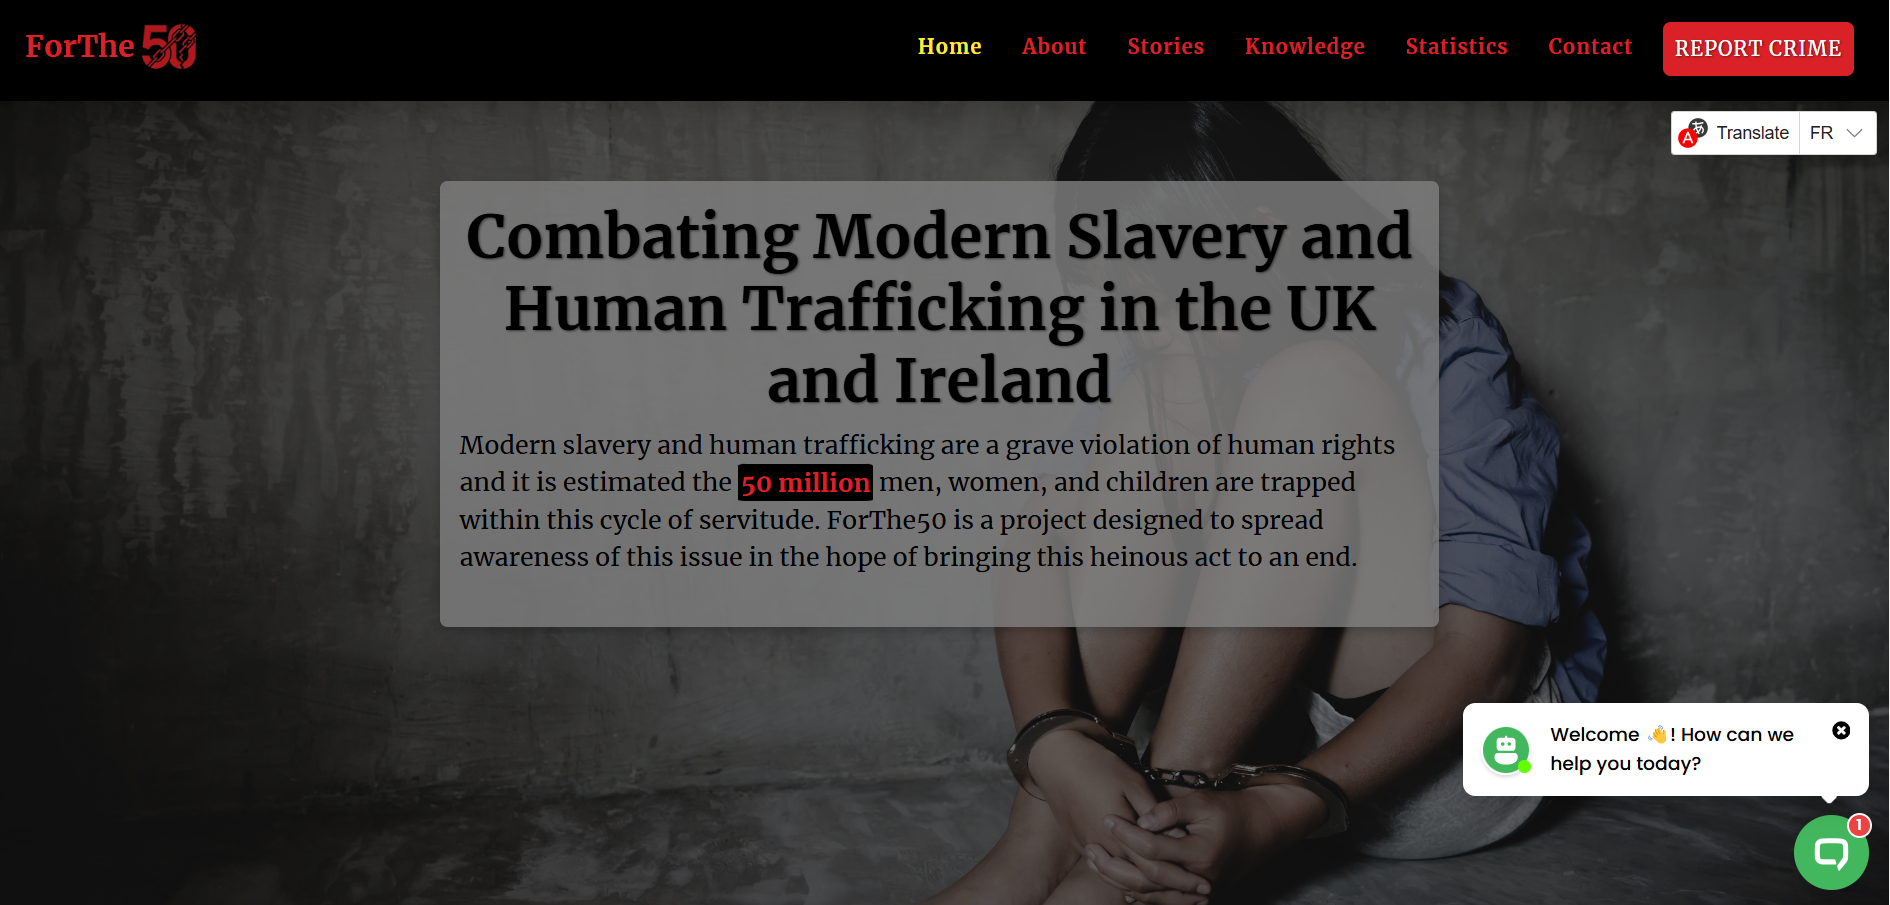 ForThe 50
Home About Stories Knowledge Statistics Contact REPORT CRIME
A あ Translate FR
Combating Modern Slavery and
Human Trafficking in the UK
and Ireland
Modern slavery and human trafficking are a grave violation of human rights
and it is estimated the 50 million men, women, and children are trapped
within this cycle of servitude. ForThe50 is a project designed to spread
awareness of this issue in the hope of bringing this heinous act to an end.
Welcome 👋! How can we
help you today?
1